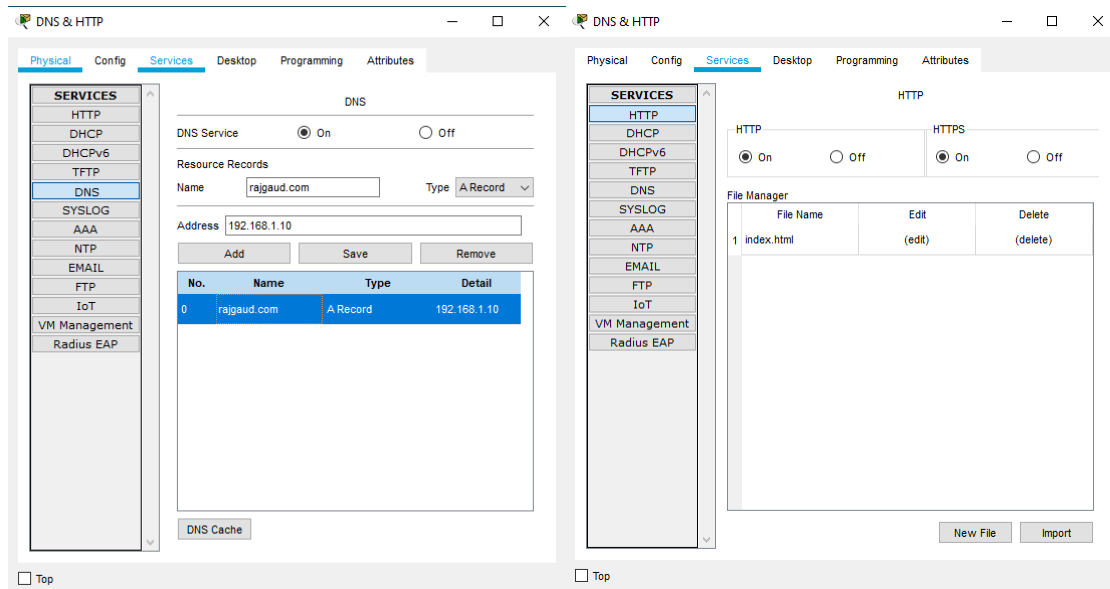 DNS & HTTP
Physical Config Services Desktop Programming Attributes
SERVICES
HTTP
DHCP
DHCPv6
TFTP
DNS
SYSLOG
AAA
NTP
EMAIL
FTP
IoT
VM Management
Radius EAP
DNS
DNS Service On Off
Resource Records
Name rajgaud.com Type A Record
Address 192.168.1.10
Add Save Remove
No. Name Type Detail
0 rajgaud.com A Record 192.168.1.10
DNS Cache
Top
DNS & HTTP
Physical Config Services Desktop Programming Attributes
SERVICES
HTTP
DHCP
DHCPv6
TFTP
DNS
SYSLOG
AAA
NTP
EMAIL
FTP
IoT
VM Management
Radius EAP
HTTP
HTTP HTTPS
On Off On Off
File Manager
File Name Edit Delete
1 index.html (edit) (delete)
New File Import
Top